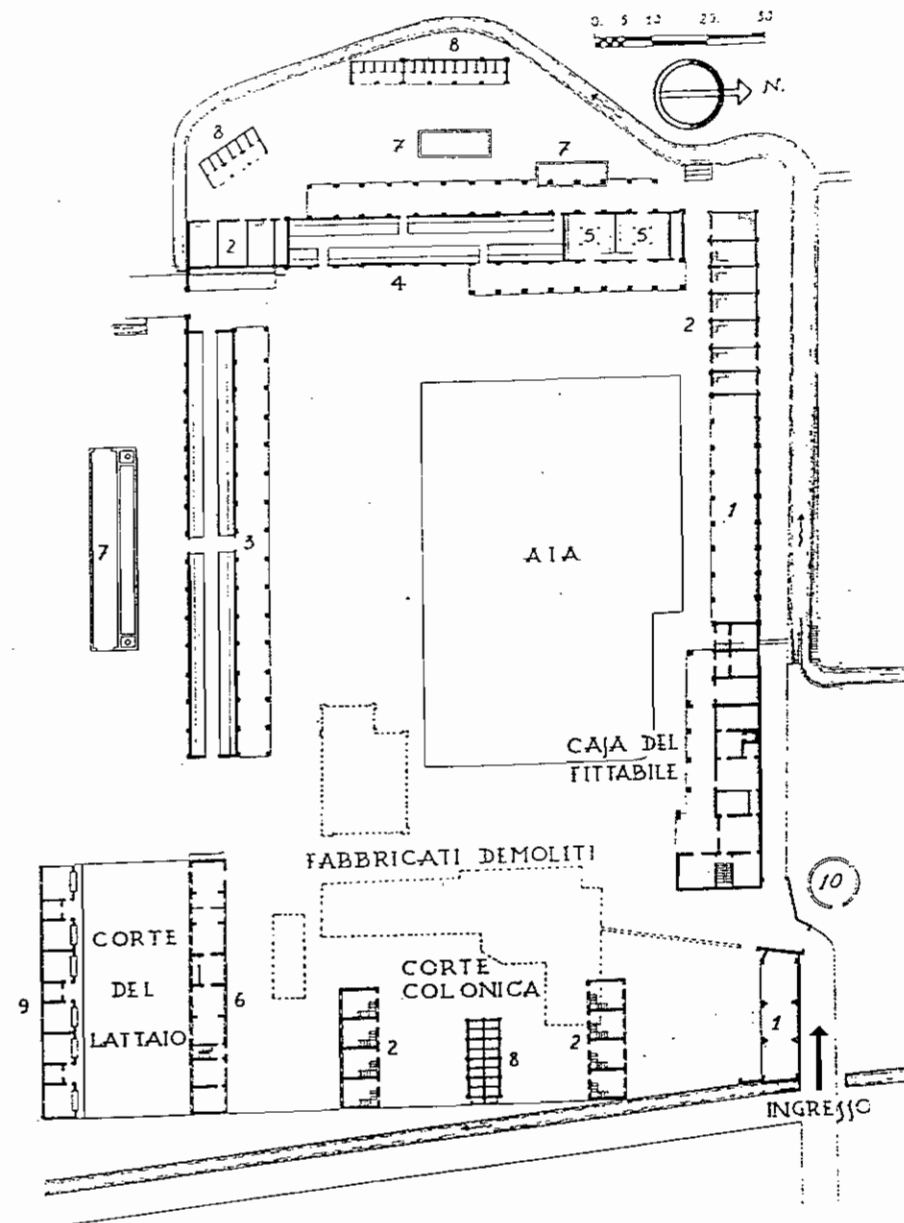 0. 5 10 25. 50
8
N.
8
7
7
2
5
5
4
2
1
3
7
AIA
CASA DEL
FITTABILE
FABBRICATI DEMOLITI
10
CORTE
DEL
LATTAIO
CORTE
COLONICA
9
6
2
8
2
1
INGRESSO